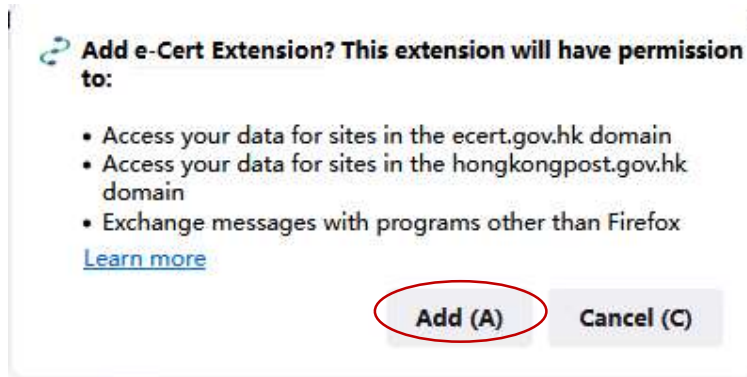 Add e-Cert Extension? This extension will have permission
to:
• Access your data for sites in the ecert.gov.hk domain
• Access your data for sites in the hongkongpost.gov.hk
domain
• Exchange messages with programs other than Firefox
Learn more
Add (A) Cancel (C)